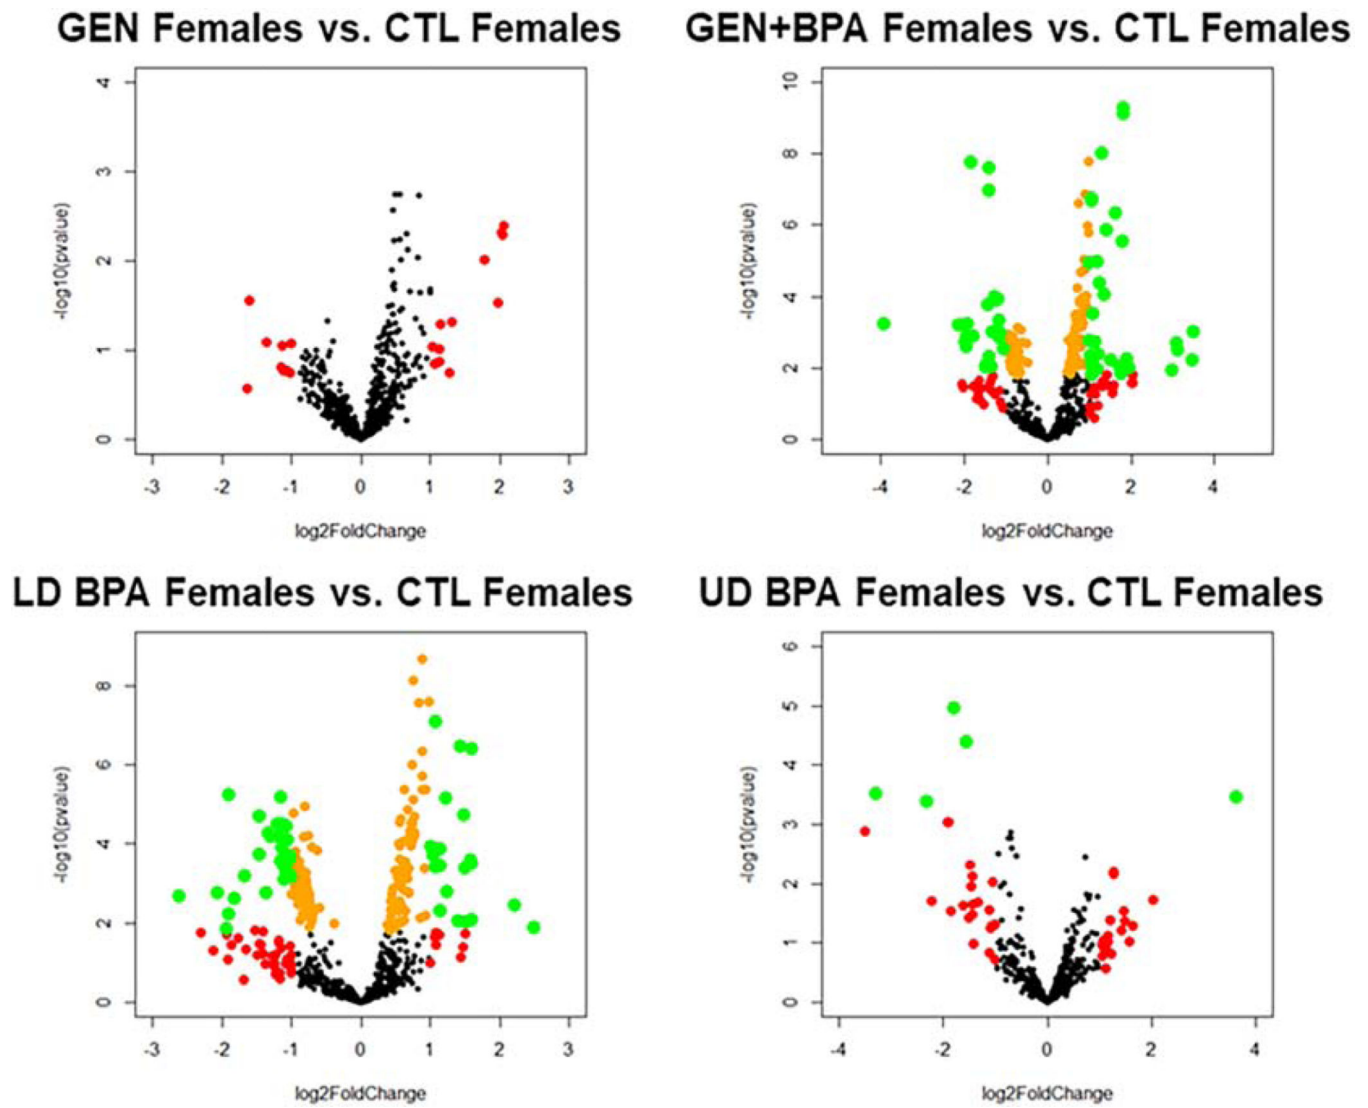 GEN Females vs. CTL Females
4
3
2
1
0
-log10(pvalue)
-3 -2 -1 0 1 2 3
log2FoldChange
GEN+BPA Females vs. CTL Females
10
8
6
4
2
0
-log10(pvalue)
-4 -2 0 2 4
log2FoldChange
LD BPA Females vs. CTL Females
8
6
4
2
0
-log10(pvalue)
-3 -2 -1 0 1 2 3
log2FoldChange
UD BPA Females vs. CTL Females
6
5
4
3
2
1
0
-log10(pvalue)
-4 -2 0 2 4
log2FoldChange